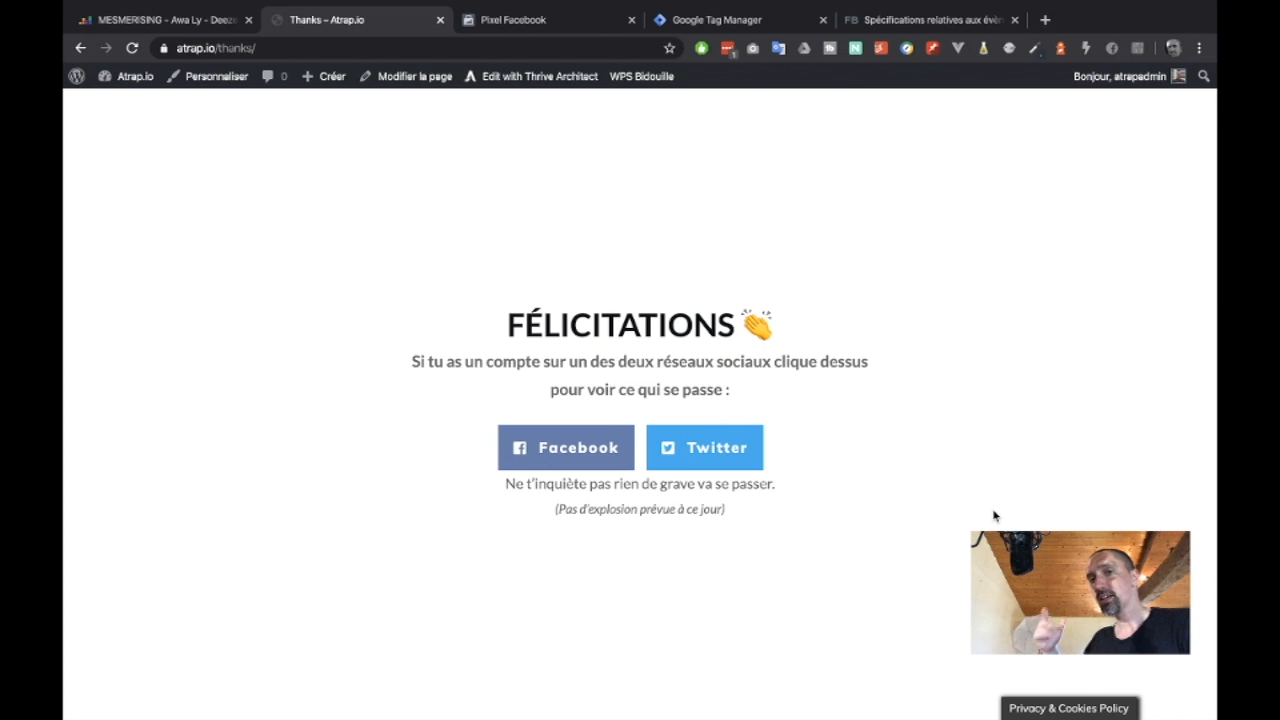 MESMERISING - Awa Ly - Deeze
Thanks – Atrap.io
Pixel Facebook
Google Tag Manager
FB Spécifications relatives aux évèn
atrap.io/thanks/
Atrap.io
Personnaliser
0
Créer
Modifier la page
Edit with Thrive Architect
WPS Bidouille
Bonjour, atrapadmin
FÉLICITATIONS 👏
Si tu as un compte sur un des deux réseaux sociaux clique dessus
pour voir ce qui se passe :
Facebook
Twitter
Ne t'inquiète pas rien de grave va se passer.
(Pas d'explosion prévue à ce jour)
Privacy & Cookies Policy